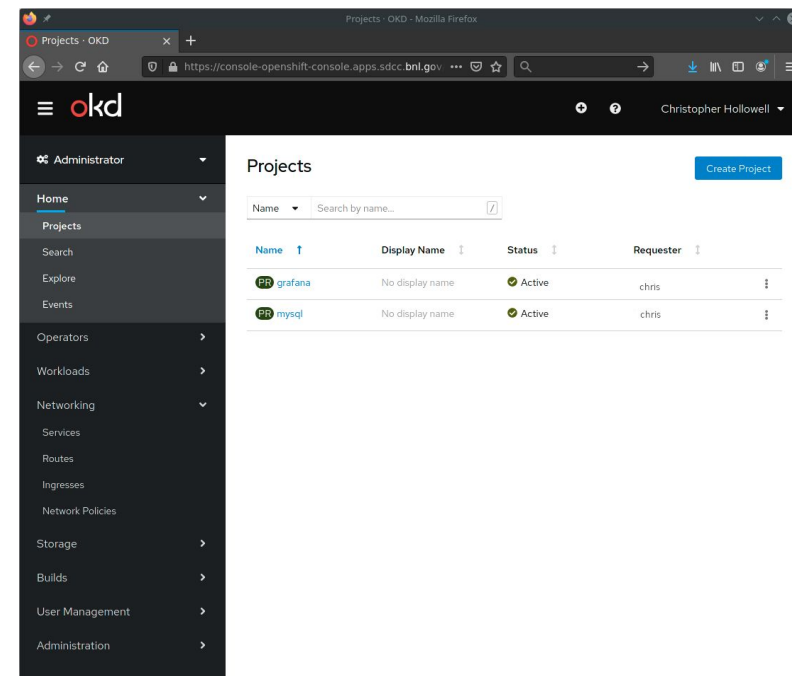 Projects · OKD - Mozilla Firefox
Projects · OKD
https://console-openshift-console.apps.sdcc.bnl.gov
okd
Christopher Hollowell
Administrator
Projects
Create Project
Home
Name Search by name... /
Projects
Search
Name Display Name Status Requester
Explore
PR grafana No display name Active chris
Events
PR mysql No display name Active chris
Operators
Workloads
Networking
Services
Routes
Ingresses
Network Policies
Storage
Builds
User Management
Administration